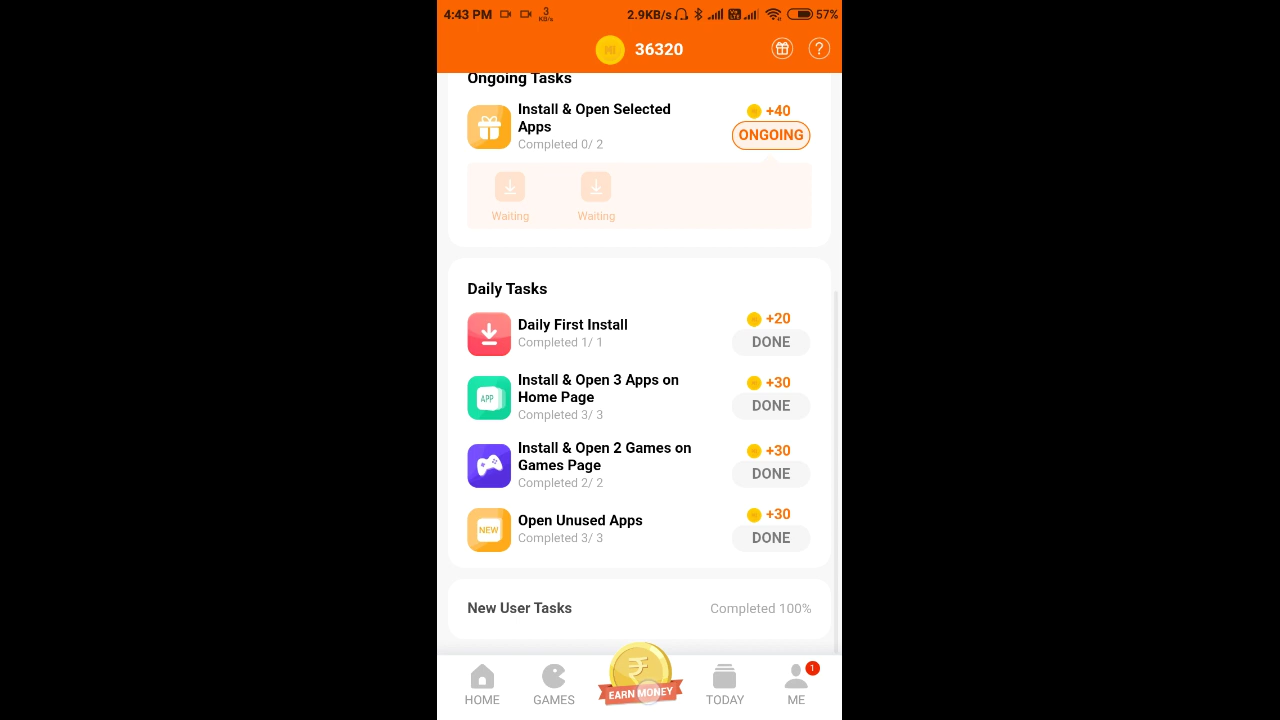 4:43 PM 3 KB/s 2.9KB/s 57%
36320
Ongoing Tasks
Install & Open Selected
Apps
Completed 0/ 2
+40
ONGOING
Waiting Waiting
Daily Tasks
Daily First Install
Completed 1/ 1
+20
DONE
Install & Open 3 Apps on
Home Page
Completed 3/ 3
+30
DONE
APP
Install & Open 2 Games on
Games Page
Completed 2/ 2
+30
DONE
Open Unused Apps
Completed 3/ 3
+30
DONE
NEW
New User Tasks Completed 100%
₹
EARN MONEY
HOME GAMES TODAY ME
1